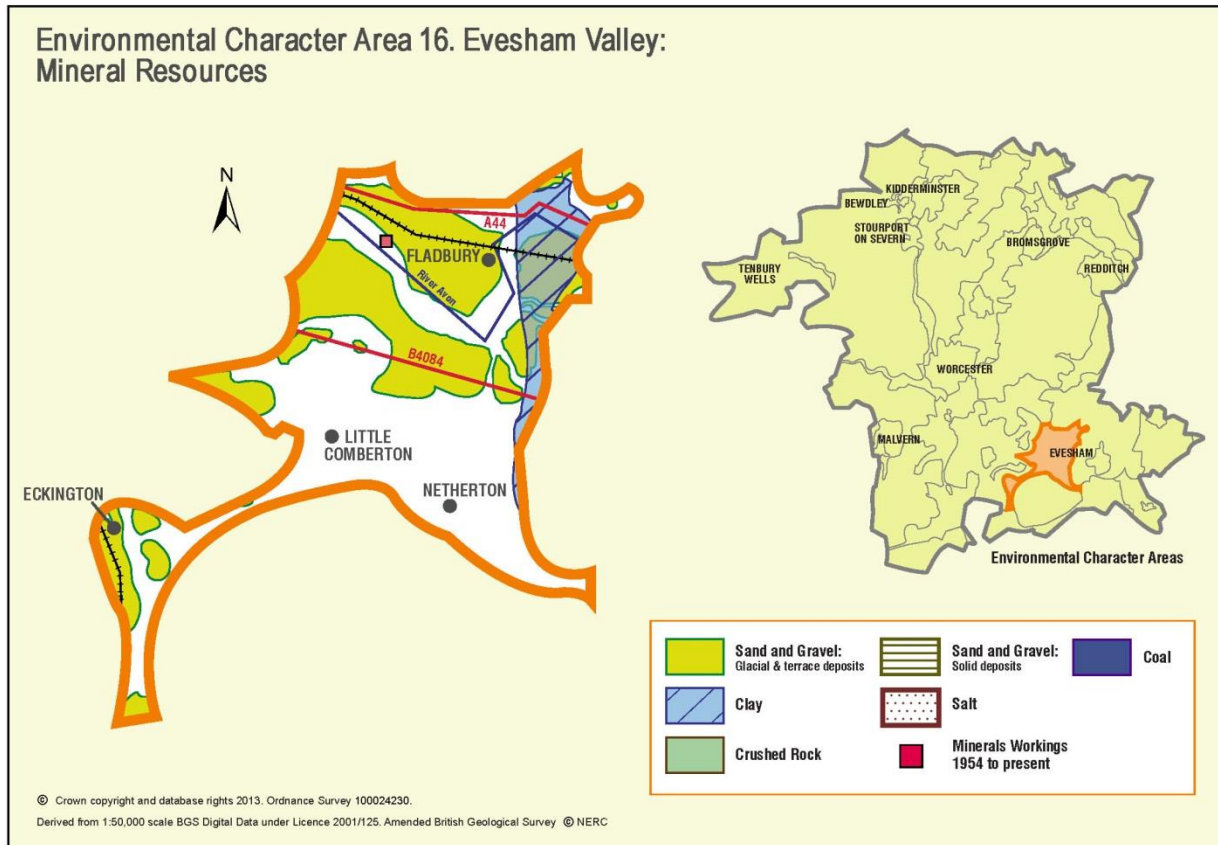 Environmental Character Area 16. Evesham Valley:
Mineral Resources
N
A44
FLADBURY
River Avon
B4084
LITTLE
COMBERTON
NETHERTON
ECKINGTON
KIDDERMINSTER
BEWDLEY
STOURPORT
ON SEVERN
BROMSGROVE
REDDITCH
TENBURY
WELLS
WORCESTER
MALVERN
EVESHAM
Environmental Character Areas
Sand and Gravel:
Glacial & terrace deposits
Sand and Gravel:
Solid deposits
Coal
Clay
Salt
Crushed Rock
Minerals Workings
1954 to present
© Crown copyright and database rights 2013. Ordnance Survey 100024230.
Derived from 1:50,000 scale BGS Digital Data under Licence 2001/125. Amended British Geological Survey © NERC